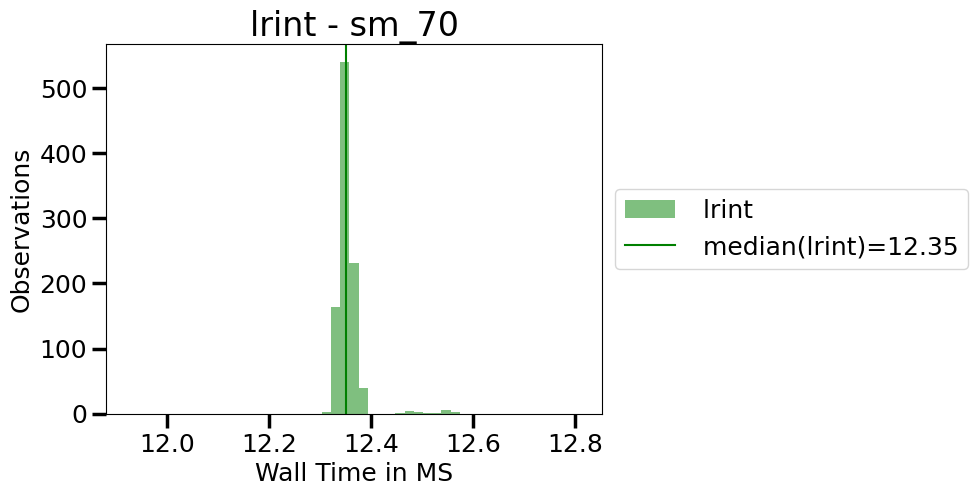 lrint - sm_70
Observations
500
400
300
200
100
0
12.0 12.2 12.4 12.6 12.8
Wall Time in MS
lrint
median(lrint)=12.35